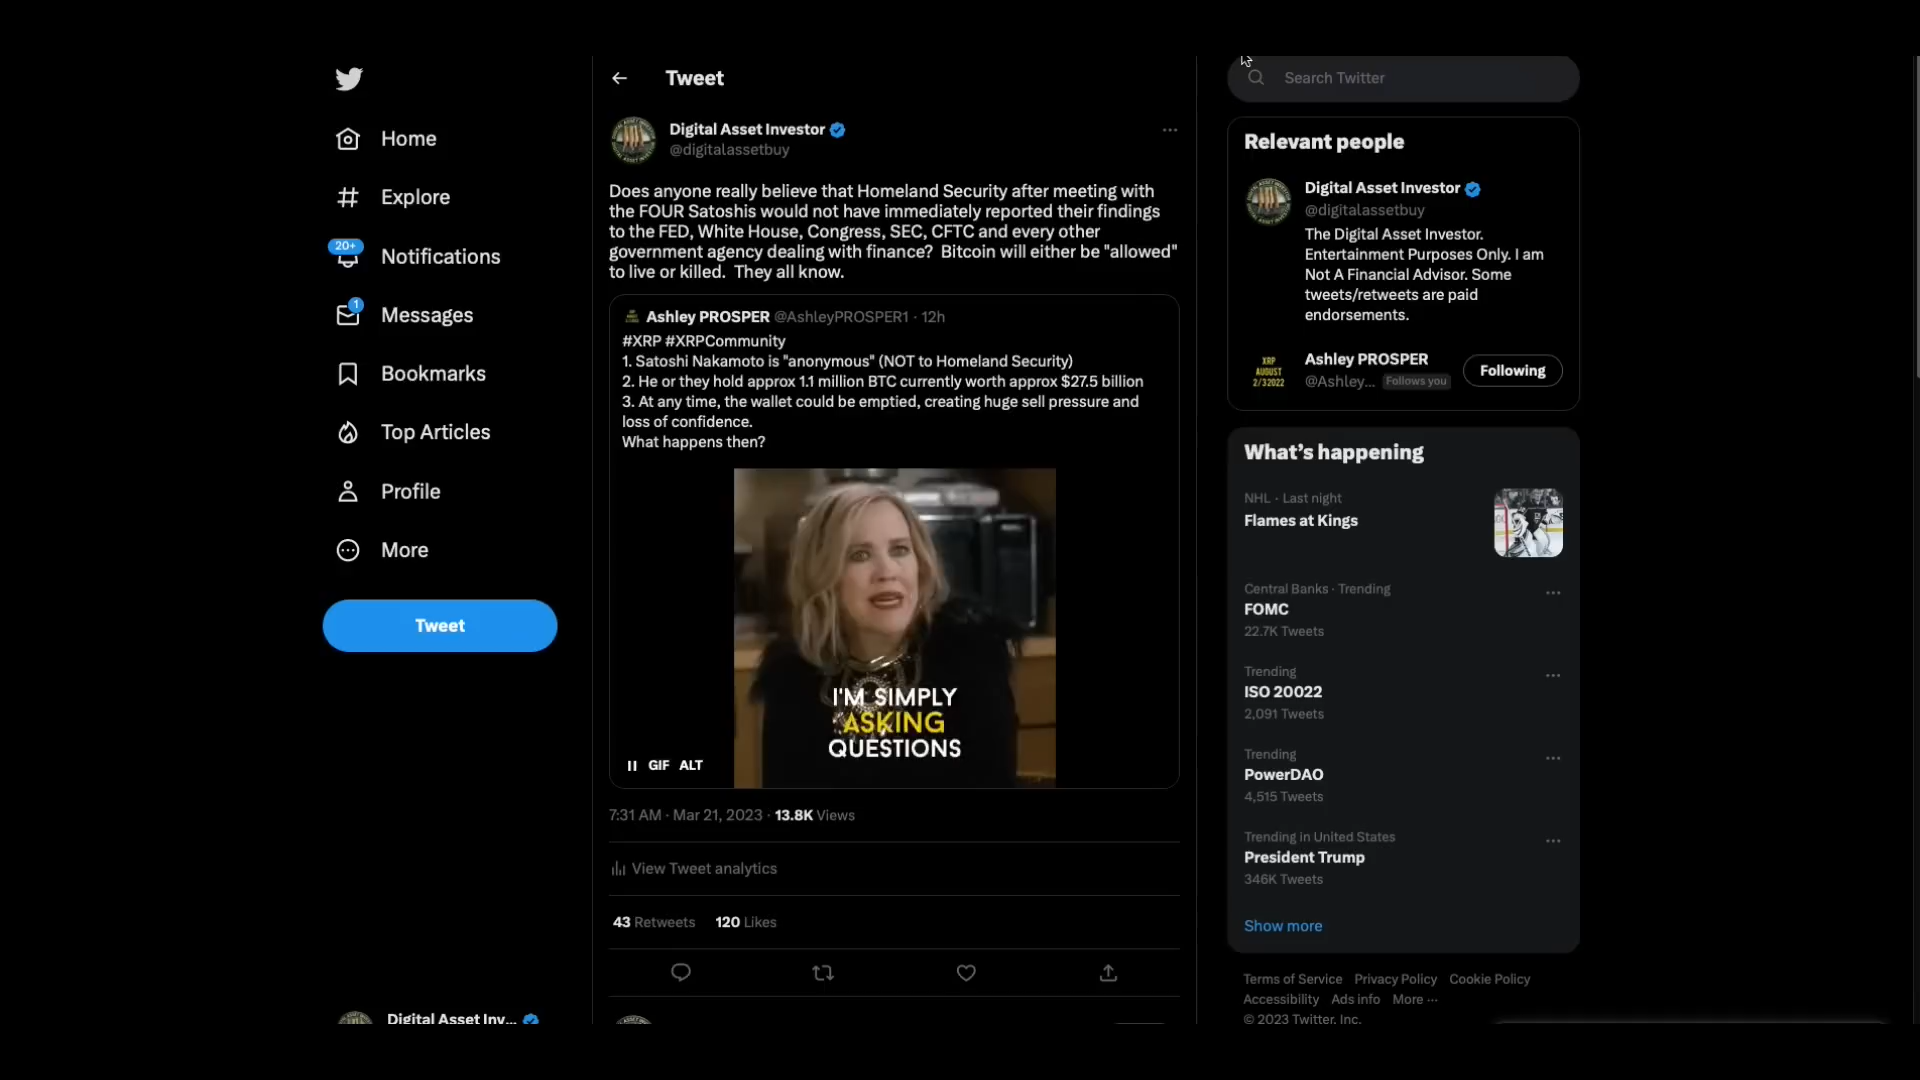 Home
Explore
20+
Notifications
1
Messages
Bookmarks
Top Articles
Profile
More
Tweet
Digital Asset Inv...
Tweet
Digital Asset Investor
@digitalassetbuy
Does anyone really believe that Homeland Security after meeting with
the FOUR Satoshis would not have immediately reported their findings
to the FED, White House, Congress, SEC, CFTC and every other
government agency dealing with finance?  Bitcoin will either be "allowed"
to live or killed.  They all know.
Ashley PROSPER @AshleyPROSPER1 · 12h
#XRP #XRPCommunity
1. Satoshi Nakamoto is "anonymous" (NOT to Homeland Security)
2. He or they hold approx 1.1 million BTC currently worth approx $27.5 billion
3. At any time, the wallet could be emptied, creating huge sell pressure and
loss of confidence.
What happens then?
I'M SIMPLY
ASKING
QUESTIONS
GIF ALT
7:31 AM · Mar 21, 2023 · 13.8K Views
View Tweet analytics
43 Retweets 120 Likes
Search Twitter
Relevant people
Digital Asset Investor
@digitalassetbuy
The Digital Asset Investor.
Entertainment Purposes Only. I am
Not A Financial Advisor. Some
tweets/retweets are paid
endorsements.
XRP
AUGUST
2/32022
Ashley PROSPER
@Ashley... Follows you
Following
What's happening
NHL · Last night
Flames at Kings
Central Banks · Trending
FOMC
22.7K Tweets
Trending
ISO 20022
2,091 Tweets
Trending
PowerDAO
4,515 Tweets
Trending in United States
President Trump
346K Tweets
Show more
Terms of Service Privacy Policy Cookie Policy
Accessibility Ads info More ...
© 2023 Twitter, Inc.